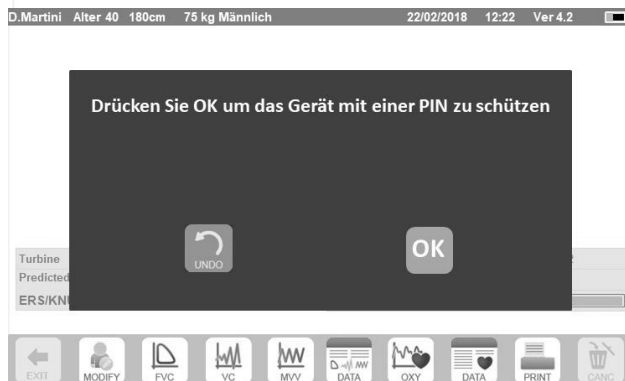 D.Martini Alter 40 180cm 75 kg Männlich 22/02/2018 12:22 Ver 4.2
Drücken Sie OK um das Gerät mit einer PIN zu schützen
UNDO
OK
Turbine
Predicted
EXIT MODIFY FVC VC MVV DATA OXY DATA PRINT CANC